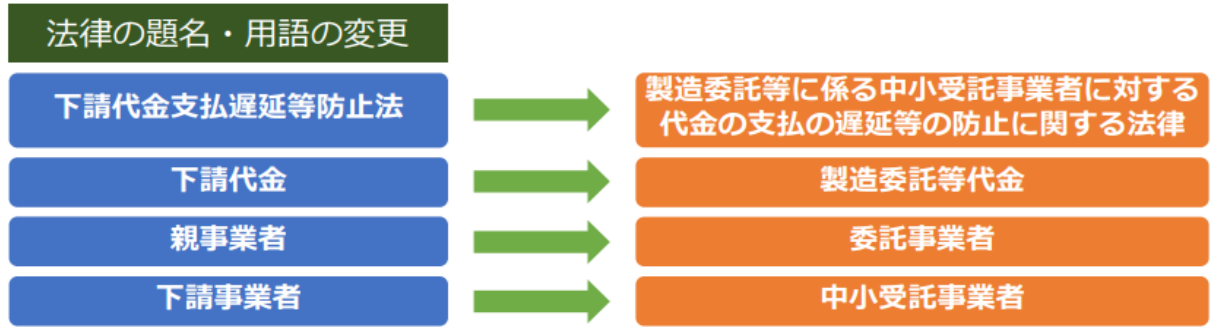 法律の題名・用語の変更
下請代金支払遅延等防止法
製造委託等に係る中小受託事業者に対する
代金の支払の遅延等の防止に関する法律
下請代金
製造委託等代金
親事業者
委託事業者
下請事業者
中小受託事業者